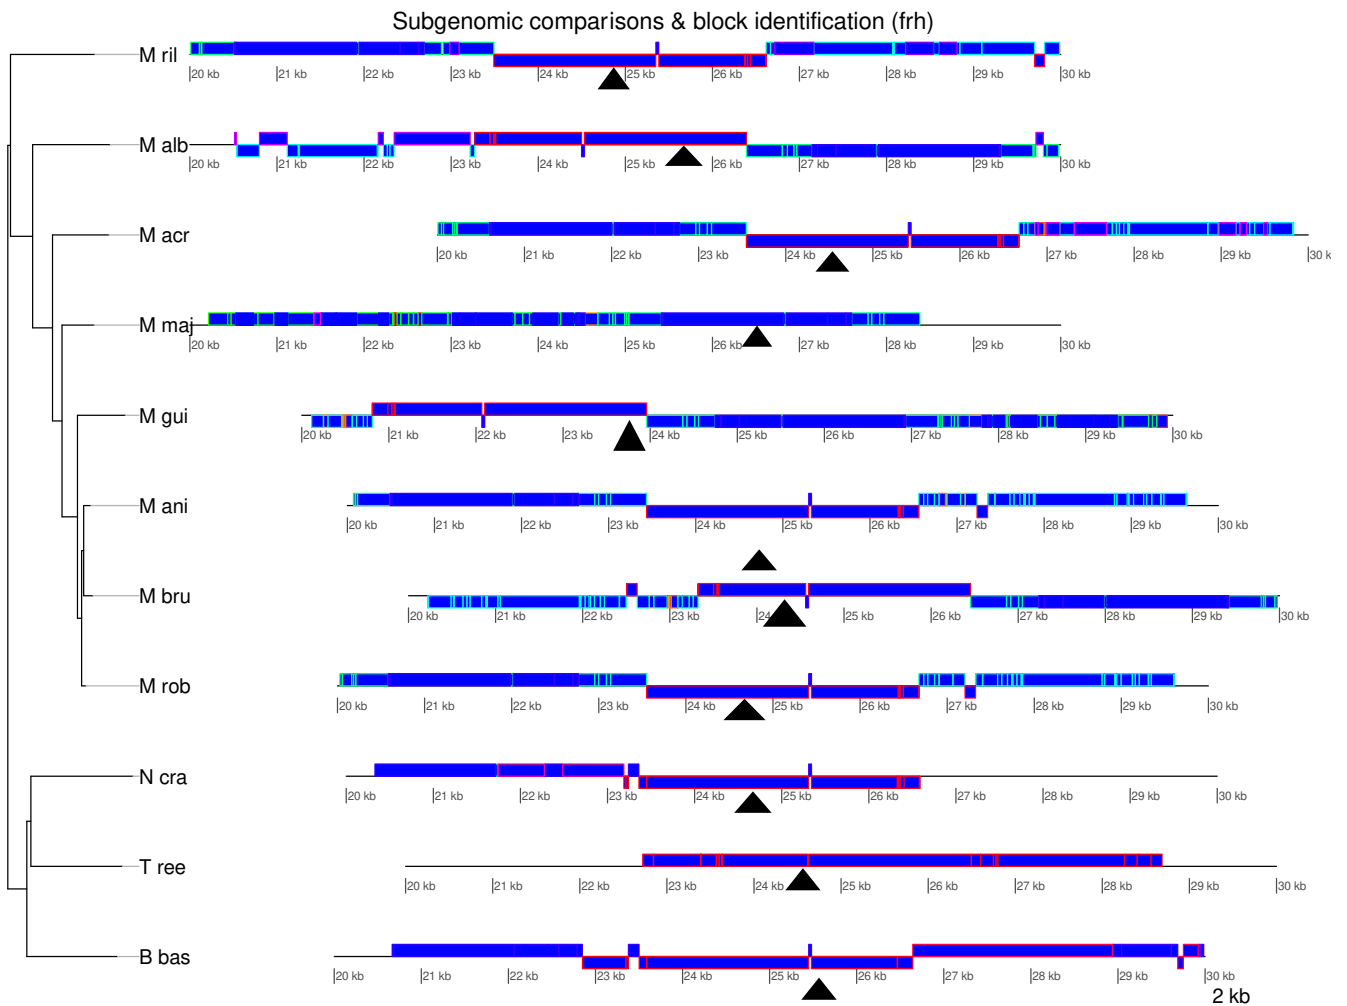 Subgenomic comparisons & block identification (frh)
M ril
20 kb 21 kb 22 kb 23 kb 24 kb 25 kb 26 kb 27 kb 28 kb 29 kb 30 kb
M alb
20 kb 21 kb 22 kb 23 kb 24 kb 25 kb 26 kb 27 kb 28 kb 29 kb 30 kb
M acr
20 kb 21 kb 22 kb 23 kb 24 kb 25 kb 26 kb 27 kb 28 kb 29 kb 30 k
M maj
20 kb 21 kb 22 kb 23 kb 24 kb 25 kb 26 kb 27 kb 28 kb 29 kb 30 kb
M gui
20 kb 21 kb 22 kb 23 kb 24 kb 25 kb 26 kb 27 kb 28 kb 29 kb 30 kb
M ani
20 kb 21 kb 22 kb 23 kb 24 kb 25 kb 26 kb 27 kb 28 kb 29 kb 30 kb
M bru
20 kb 21 kb 22 kb 23 kb 24 25 kb 26 kb 27 kb 28 kb 29 kb 30 kb
M rob
20 kb 21 kb 22 kb 23 kb 24 kb 25 kb 26 kb 27 kb 28 kb 29 kb 30 kb
N cra
20 kb 21 kb 22 kb 23 kb 24 kb 25 kb 26 kb 27 kb 28 kb 29 kb 30 kb
T ree
20 kb 21 kb 22 kb 23 kb 24 kb 25 kb 26 kb 27 kb 28 kb 29 kb 30 kb
B bas
20 kb 21 kb 22 kb 23 kb 24 kb 25 kb 26 kb 27 kb 28 kb 29 kb 30 kb
2 kb